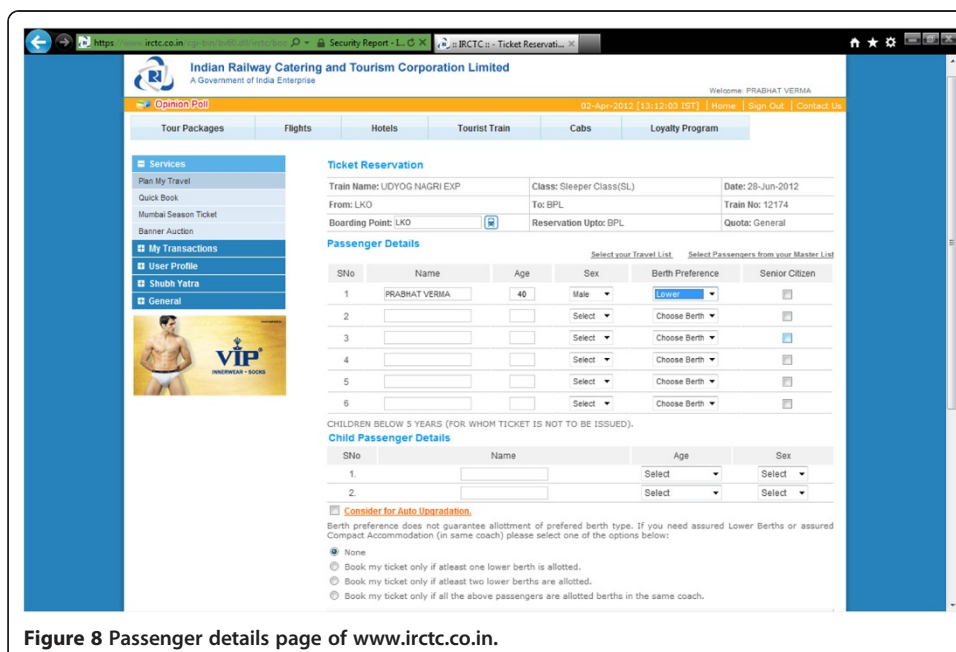 https://www.irctc.co.in/cgi-bin/bv60.dll/irctc/boo Security Report - I... :: IRCTC :: - Ticket Reservati...
Indian Railway Catering and Tourism Corporation Limited
A Government of India Enterprise
Welcome: PRABHAT VERMA
Opinion Poll 02-Apr-2012 [13:12:03 IST] | Home | Sign Out | Contact Us
Tour Packages Flights Hotels Tourist Train Cabs Loyalty Program
Services
Plan My Travel
Quick Book
Mumbai Season Ticket
Banner Auction
My Transactions
User Profile
Shubh Yatra
General
VIP
INNERWEAR - SOCKS
Ticket Reservation
Train Name: UDYOG NAGRI EXP Class: Sleeper Class(SL) Date: 28-Jun-2012
From: LKO To: BPL Train No: 12174
Boarding Point: LKO Reservation Upto: BPL Quota: General
Passenger Details
Select your Travel List Select Passengers from your Master List
SNo Name Age Sex Berth Preference Senior Citizen
1 PRABHAT VERMA 40 Male Lower
2 Select Choose Berth
3 Select Choose Berth
4 Select Choose Berth
5 Select Choose Berth
6 Select Choose Berth
CHILDREN BELOW 5 YEARS (FOR WHOM TICKET IS NOT TO BE ISSUED).
Child Passenger Details
SNo Name Age Sex
1. Select Select
2. Select Select
Consider for Auto Upgradation.
Berth preference does not guarantee allottment of prefered berth type. If you need assured Lower Berths or assured
Compact Accommodation (in same coach) please select one of the options below:
None
Book my ticket only if atleast one lower berth is allotted.
Book my ticket only if atleast two lower berths are allotted.
Book my ticket only if all the above passengers are allotted berths in the same coach.
Figure 8 Passenger details page of www.irctc.co.in.